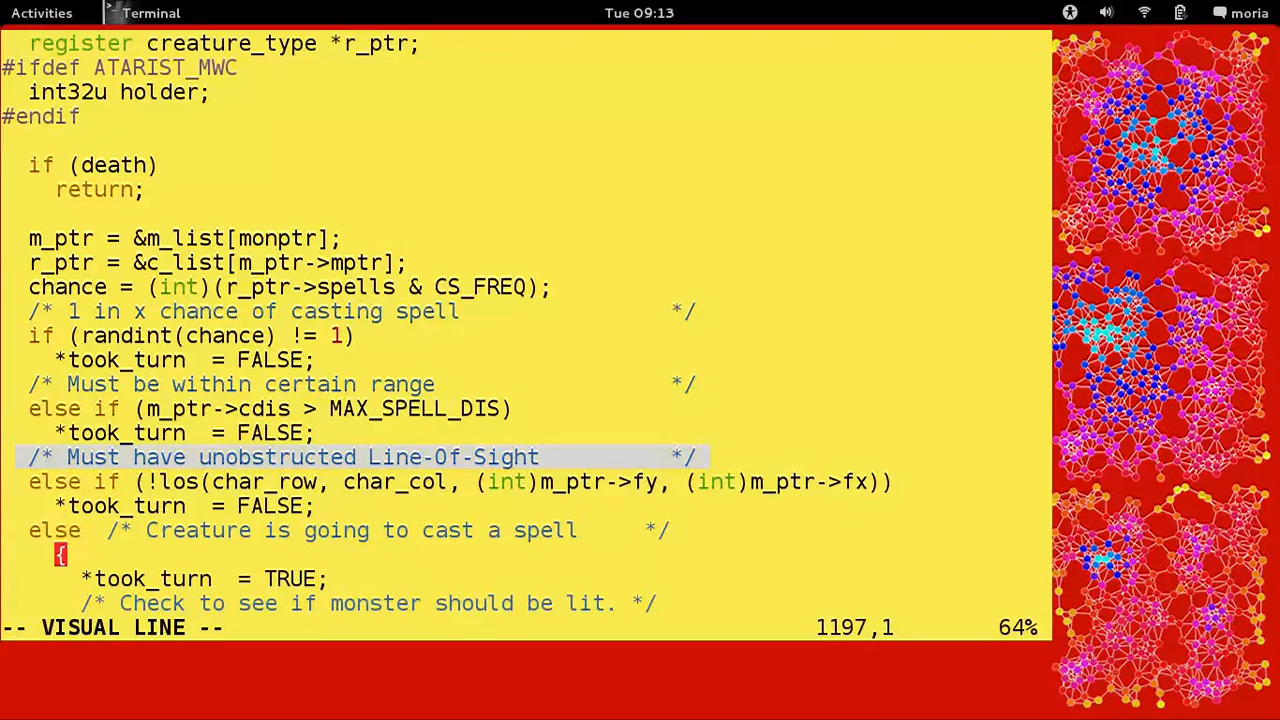 Activities Terminal Tue 09:13 moria
register creature_type *r_ptr;
#ifdef ATARIST_MWC
int32u holder;
#endif
if (death)
return;
m_ptr = &m_list[monptr];
r_ptr = &c_list[m_ptr->mptr];
chance = (int)(r_ptr->spells & CS_FREQ);
/* 1 in x chance of casting spell */
if (randint(chance) != 1)
*took_turn = FALSE;
/* Must be within certain range */
else if (m_ptr->cdis > MAX_SPELL_DIS)
*took_turn = FALSE;
/* Must have unobstructed Line-Of-Sight */
else if (!los(char_row, char_col, (int)m_ptr->fy, (int)m_ptr->fx))
*took_turn = FALSE;
else /* Creature is going to cast a spell */
{
*took_turn = TRUE;
/* Check to see if monster should be lit. */
-- VISUAL LINE -- 1197,1 64%